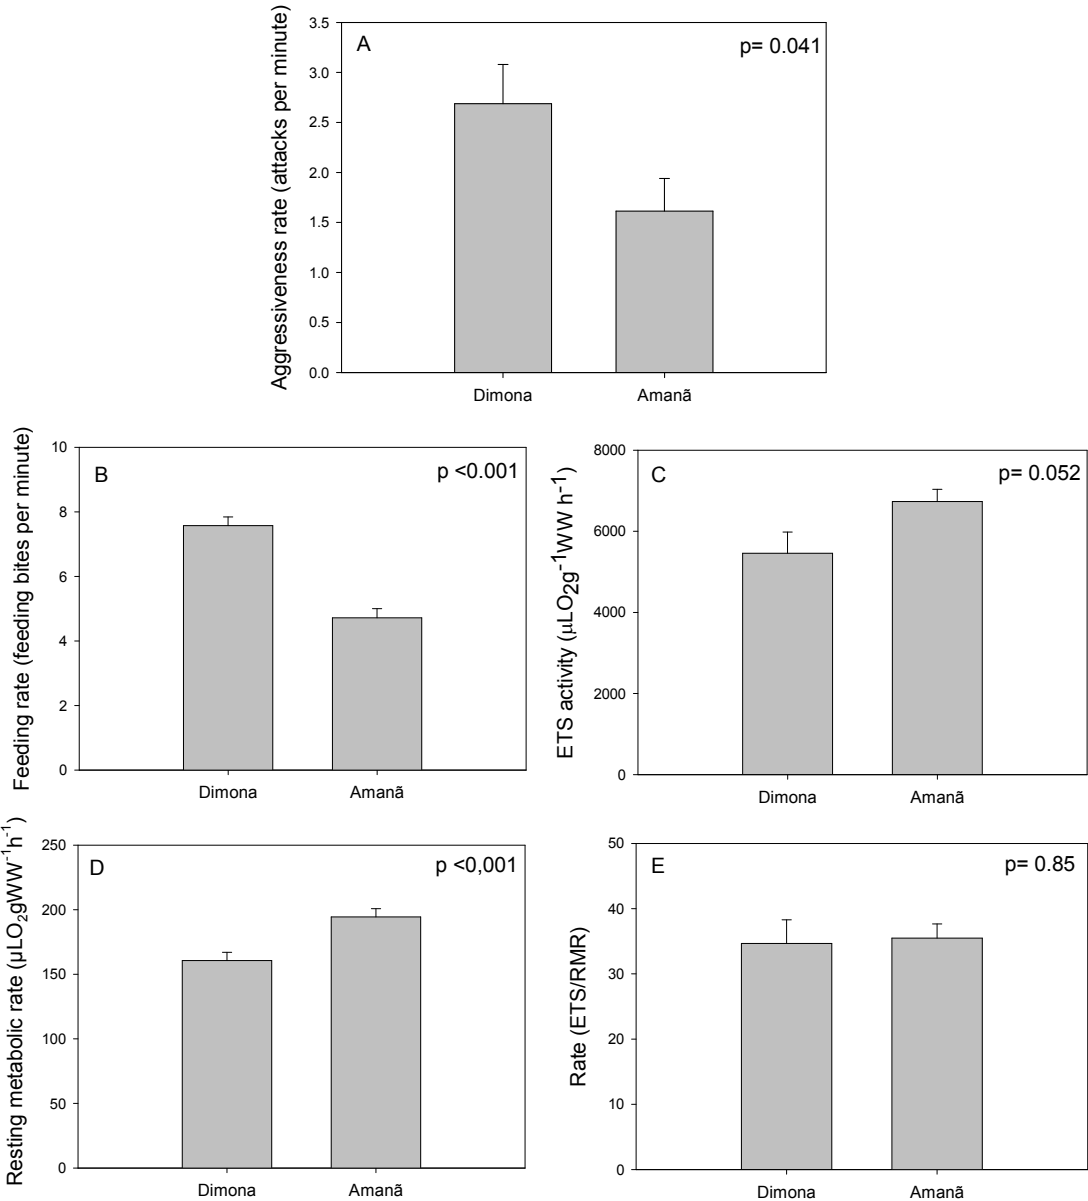 Aggressiveness rate (attacks per minute)
3.5
3.0
2.5
2.0
1.5
1.0
0.5
0.0
A
p= 0.041
Dimona Amanã
Feeding rate (feeding bites per minute)
10
8
6
4
2
0
B
p <0.001
Dimona Amanã
ETS activity (µLO2g-1WW h-1)
8000
6000
4000
2000
0
C
p= 0.052
Dimona Amanã
Resting metabolic rate (µLO2gWW-1h-1)
250
200
150
100
50
0
D
p <0,001
Dimona Amanã
Rate (ETS/RMR)
50
40
30
20
10
0
E
p= 0.85
Dimona Amanã